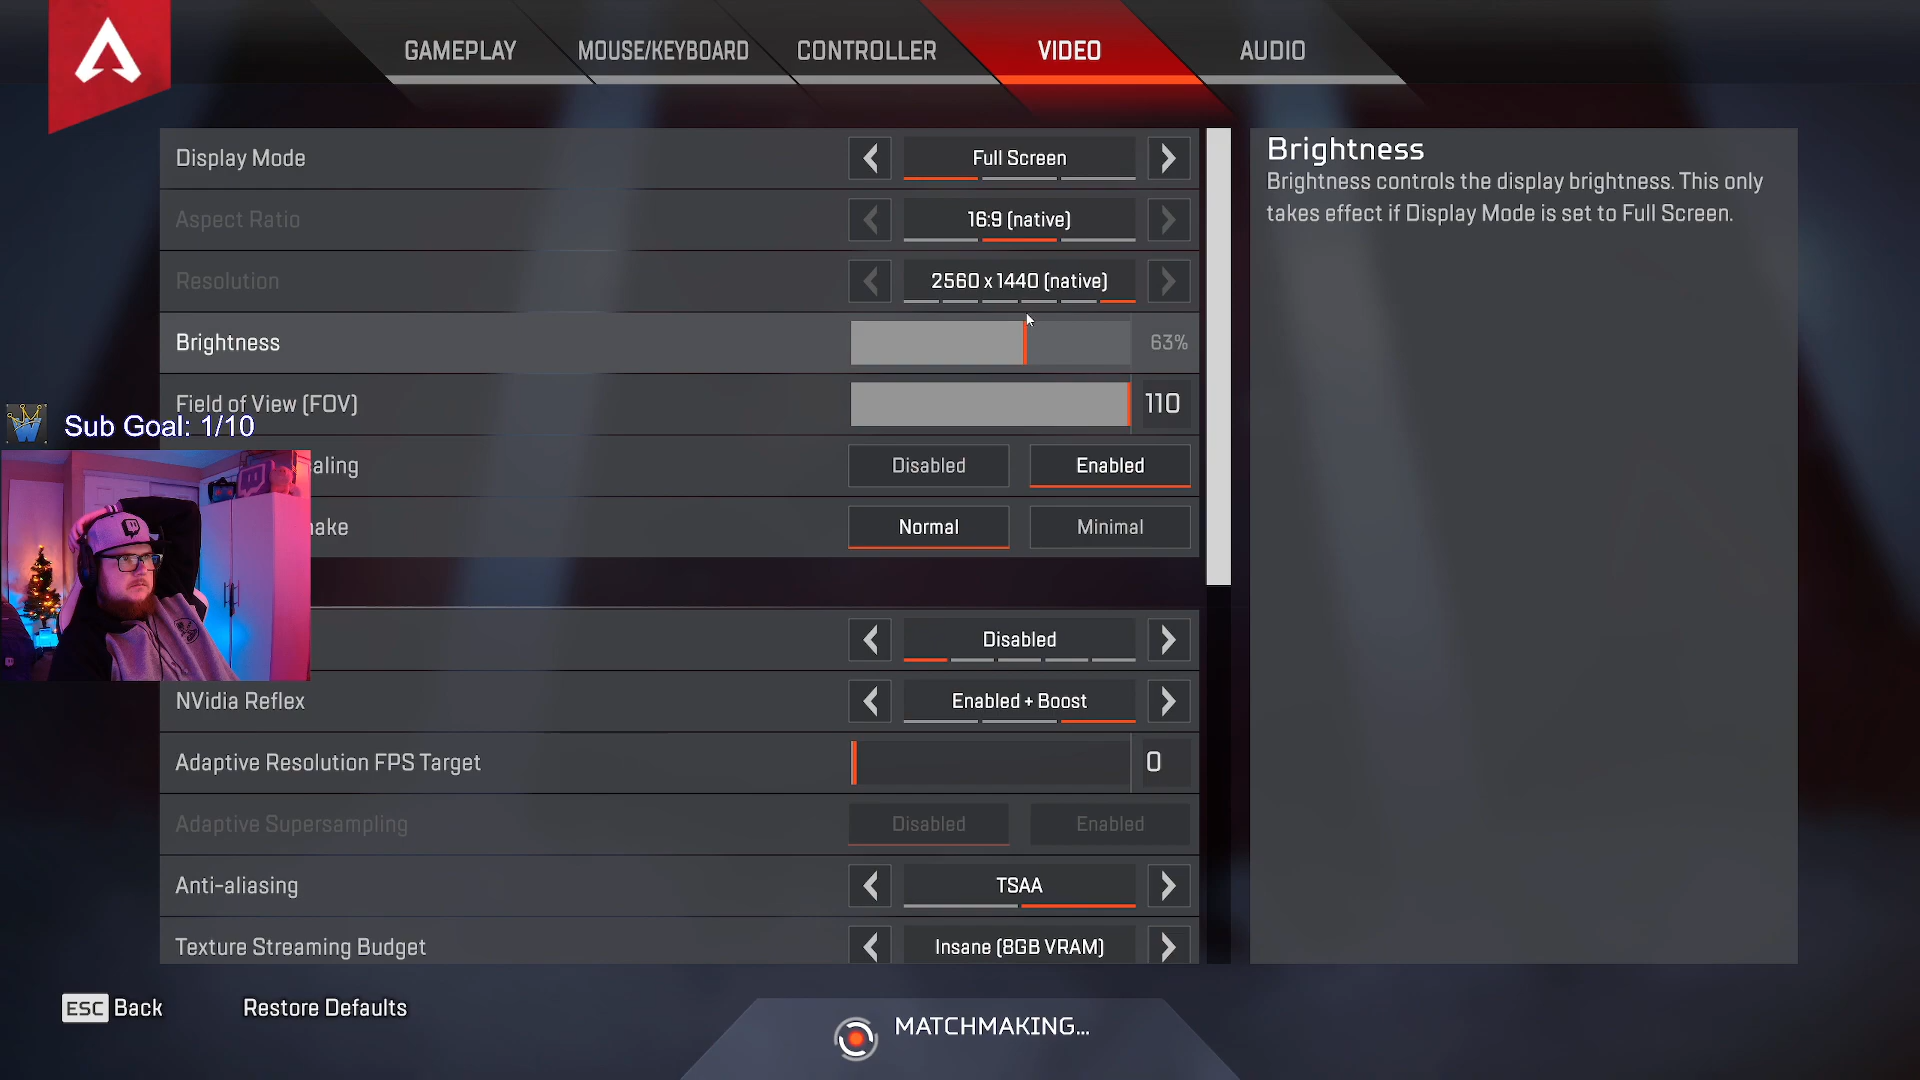 GAMEPLAY
MOUSE/KEYBOARD
CONTROLLER
VIDEO
AUDIO
Display Mode
Full Screen
Aspect Ratio
16:9 (native)
Resolution
2560 x 1440 (native)
Brightness
63%
Field of View (FOV)
110
Sub Goal: 1/10
aling
Disabled
Enabled
ake
Normal
Minimal
Disabled
NVidia Reflex
Enabled + Boost
Adaptive Resolution FPS Target
0
Adaptive Supersampling
Disabled
Enabled
Anti-aliasing
TSAA
Texture Streaming Budget
Insane (8GB VRAM)
Brightness
Brightness controls the display brightness. This only
takes effect if Display Mode is set to Full Screen.
ESC Back
Restore Defaults
MATCHMAKING...